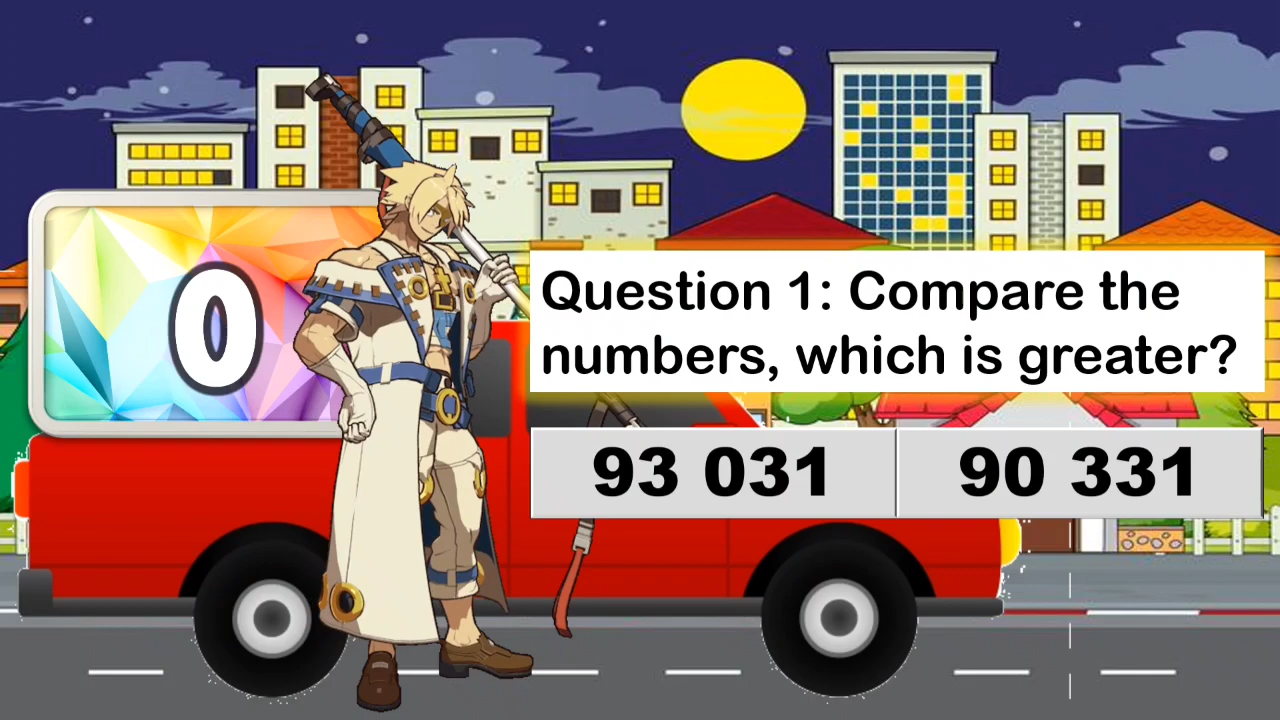 0
Question 1: Compare the
numbers, which is greater?
93 031
90 331